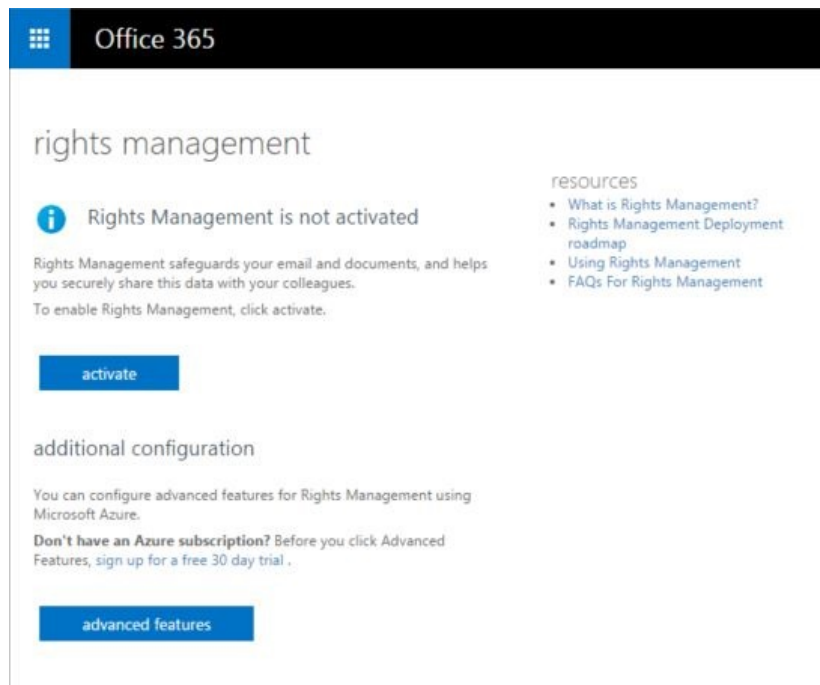 Office 365
rights management
Rights Management is not activated
Rights Management safeguards your email and documents, and helps
you securely share this data with your colleagues.
To enable Rights Management, click activate.
activate
additional configuration
You can configure advanced features for Rights Management using
Microsoft Azure.
Don't have an Azure subscription? Before you click Advanced
Features, sign up for a free 30 day trial .
advanced features
resources
• What is Rights Management?
• Rights Management Deployment
roadmap
• Using Rights Management
• FAQs For Rights Management